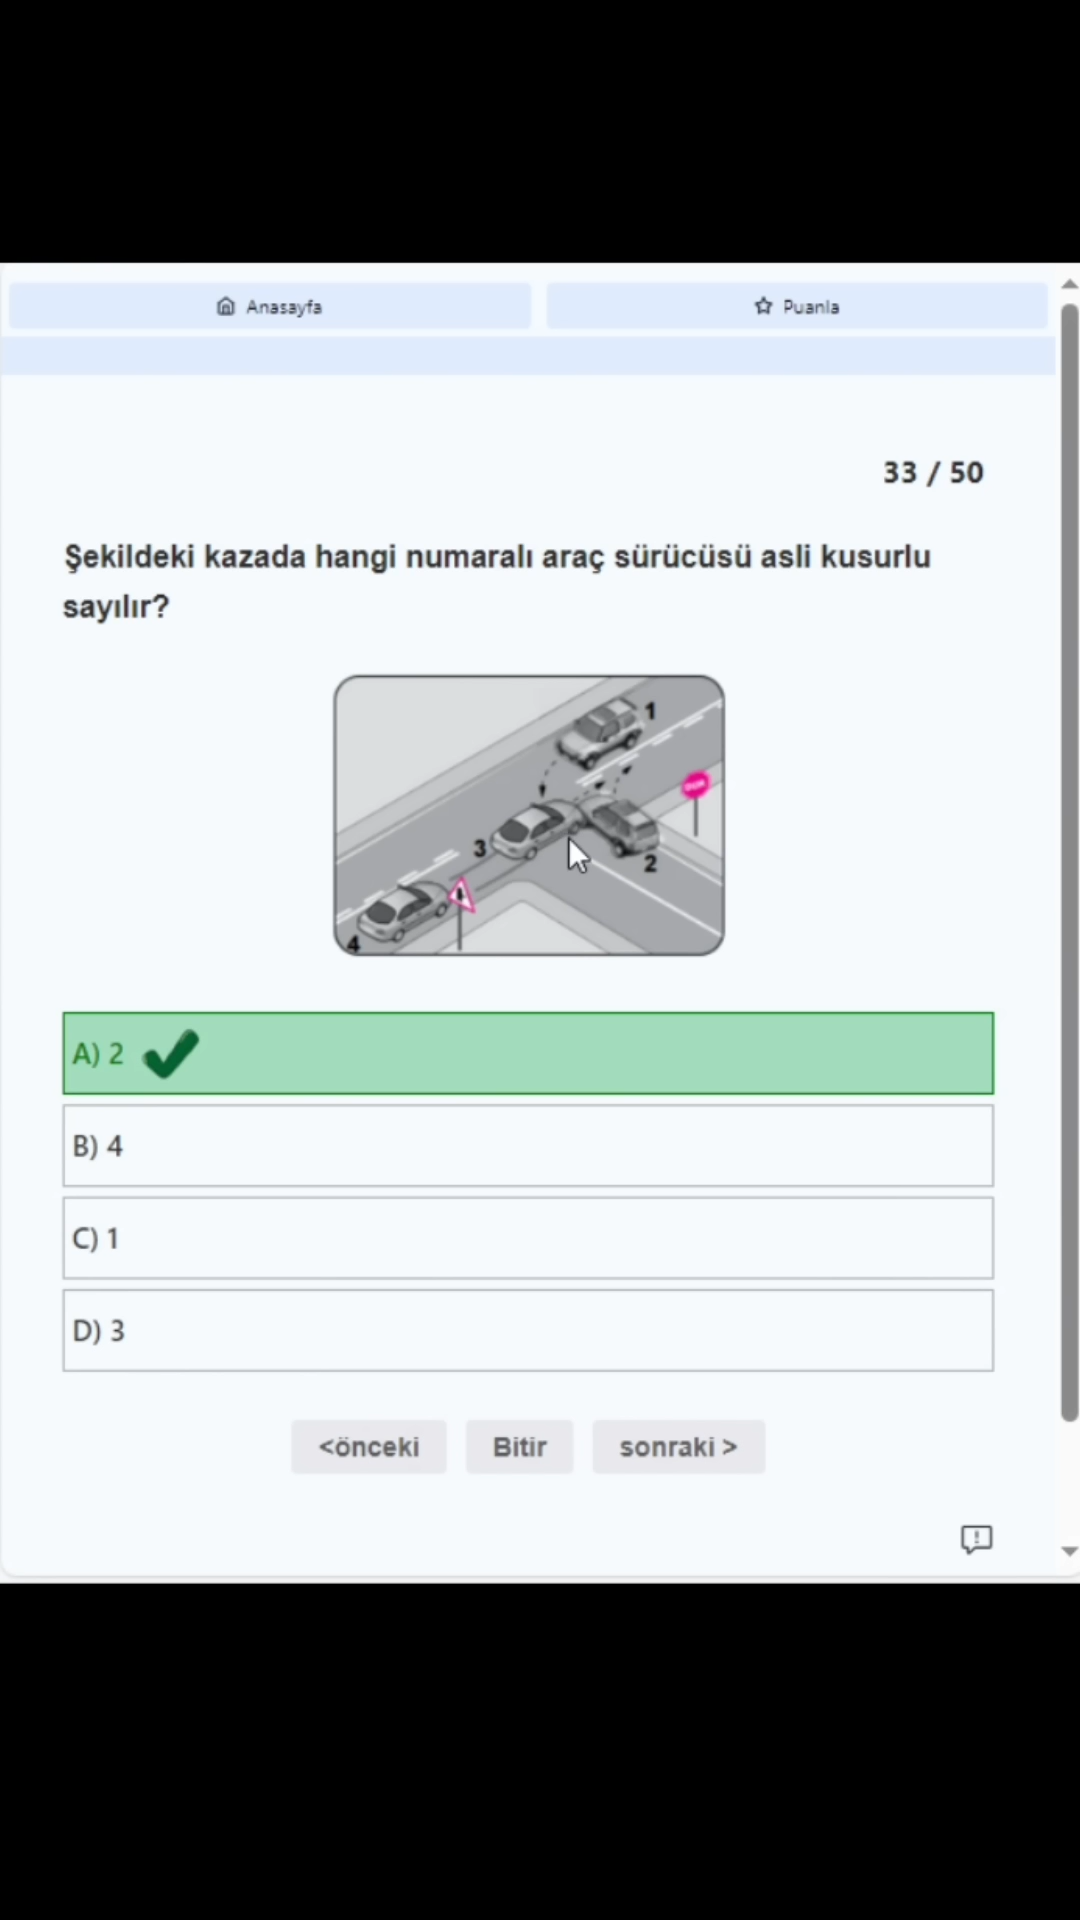 Anasayfa
Puanla
33 / 50
Şekildeki kazada hangi numaralı araç sürücüsü asli kusurlu
sayılır?
1
DUR
3
2
4
A) 2
B) 4
C) 1
D) 3
<önceki
Bitir
sonraki >